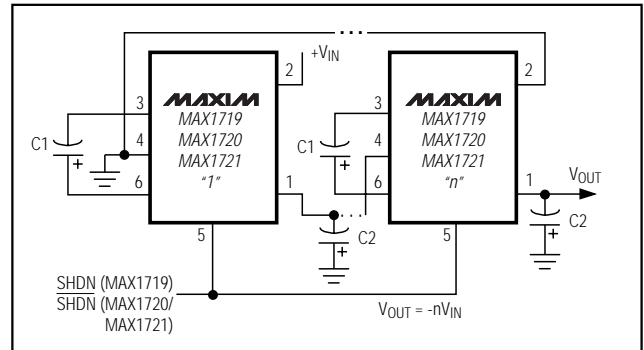 ...
+VIN
2
2
MAXIM
MAX1719
MAX1720
MAX1721
"1"
3
4
6
1
5
C1
MAXIM
MAX1719
MAX1720
MAX1721
"n"
3
4
6
1
5
C1
...
C2
VOUT
C2
SHDN (MAX1719)
SHDN (MAX1720/
MAX1721)
VOUT = -nVIN
+
+
+
+